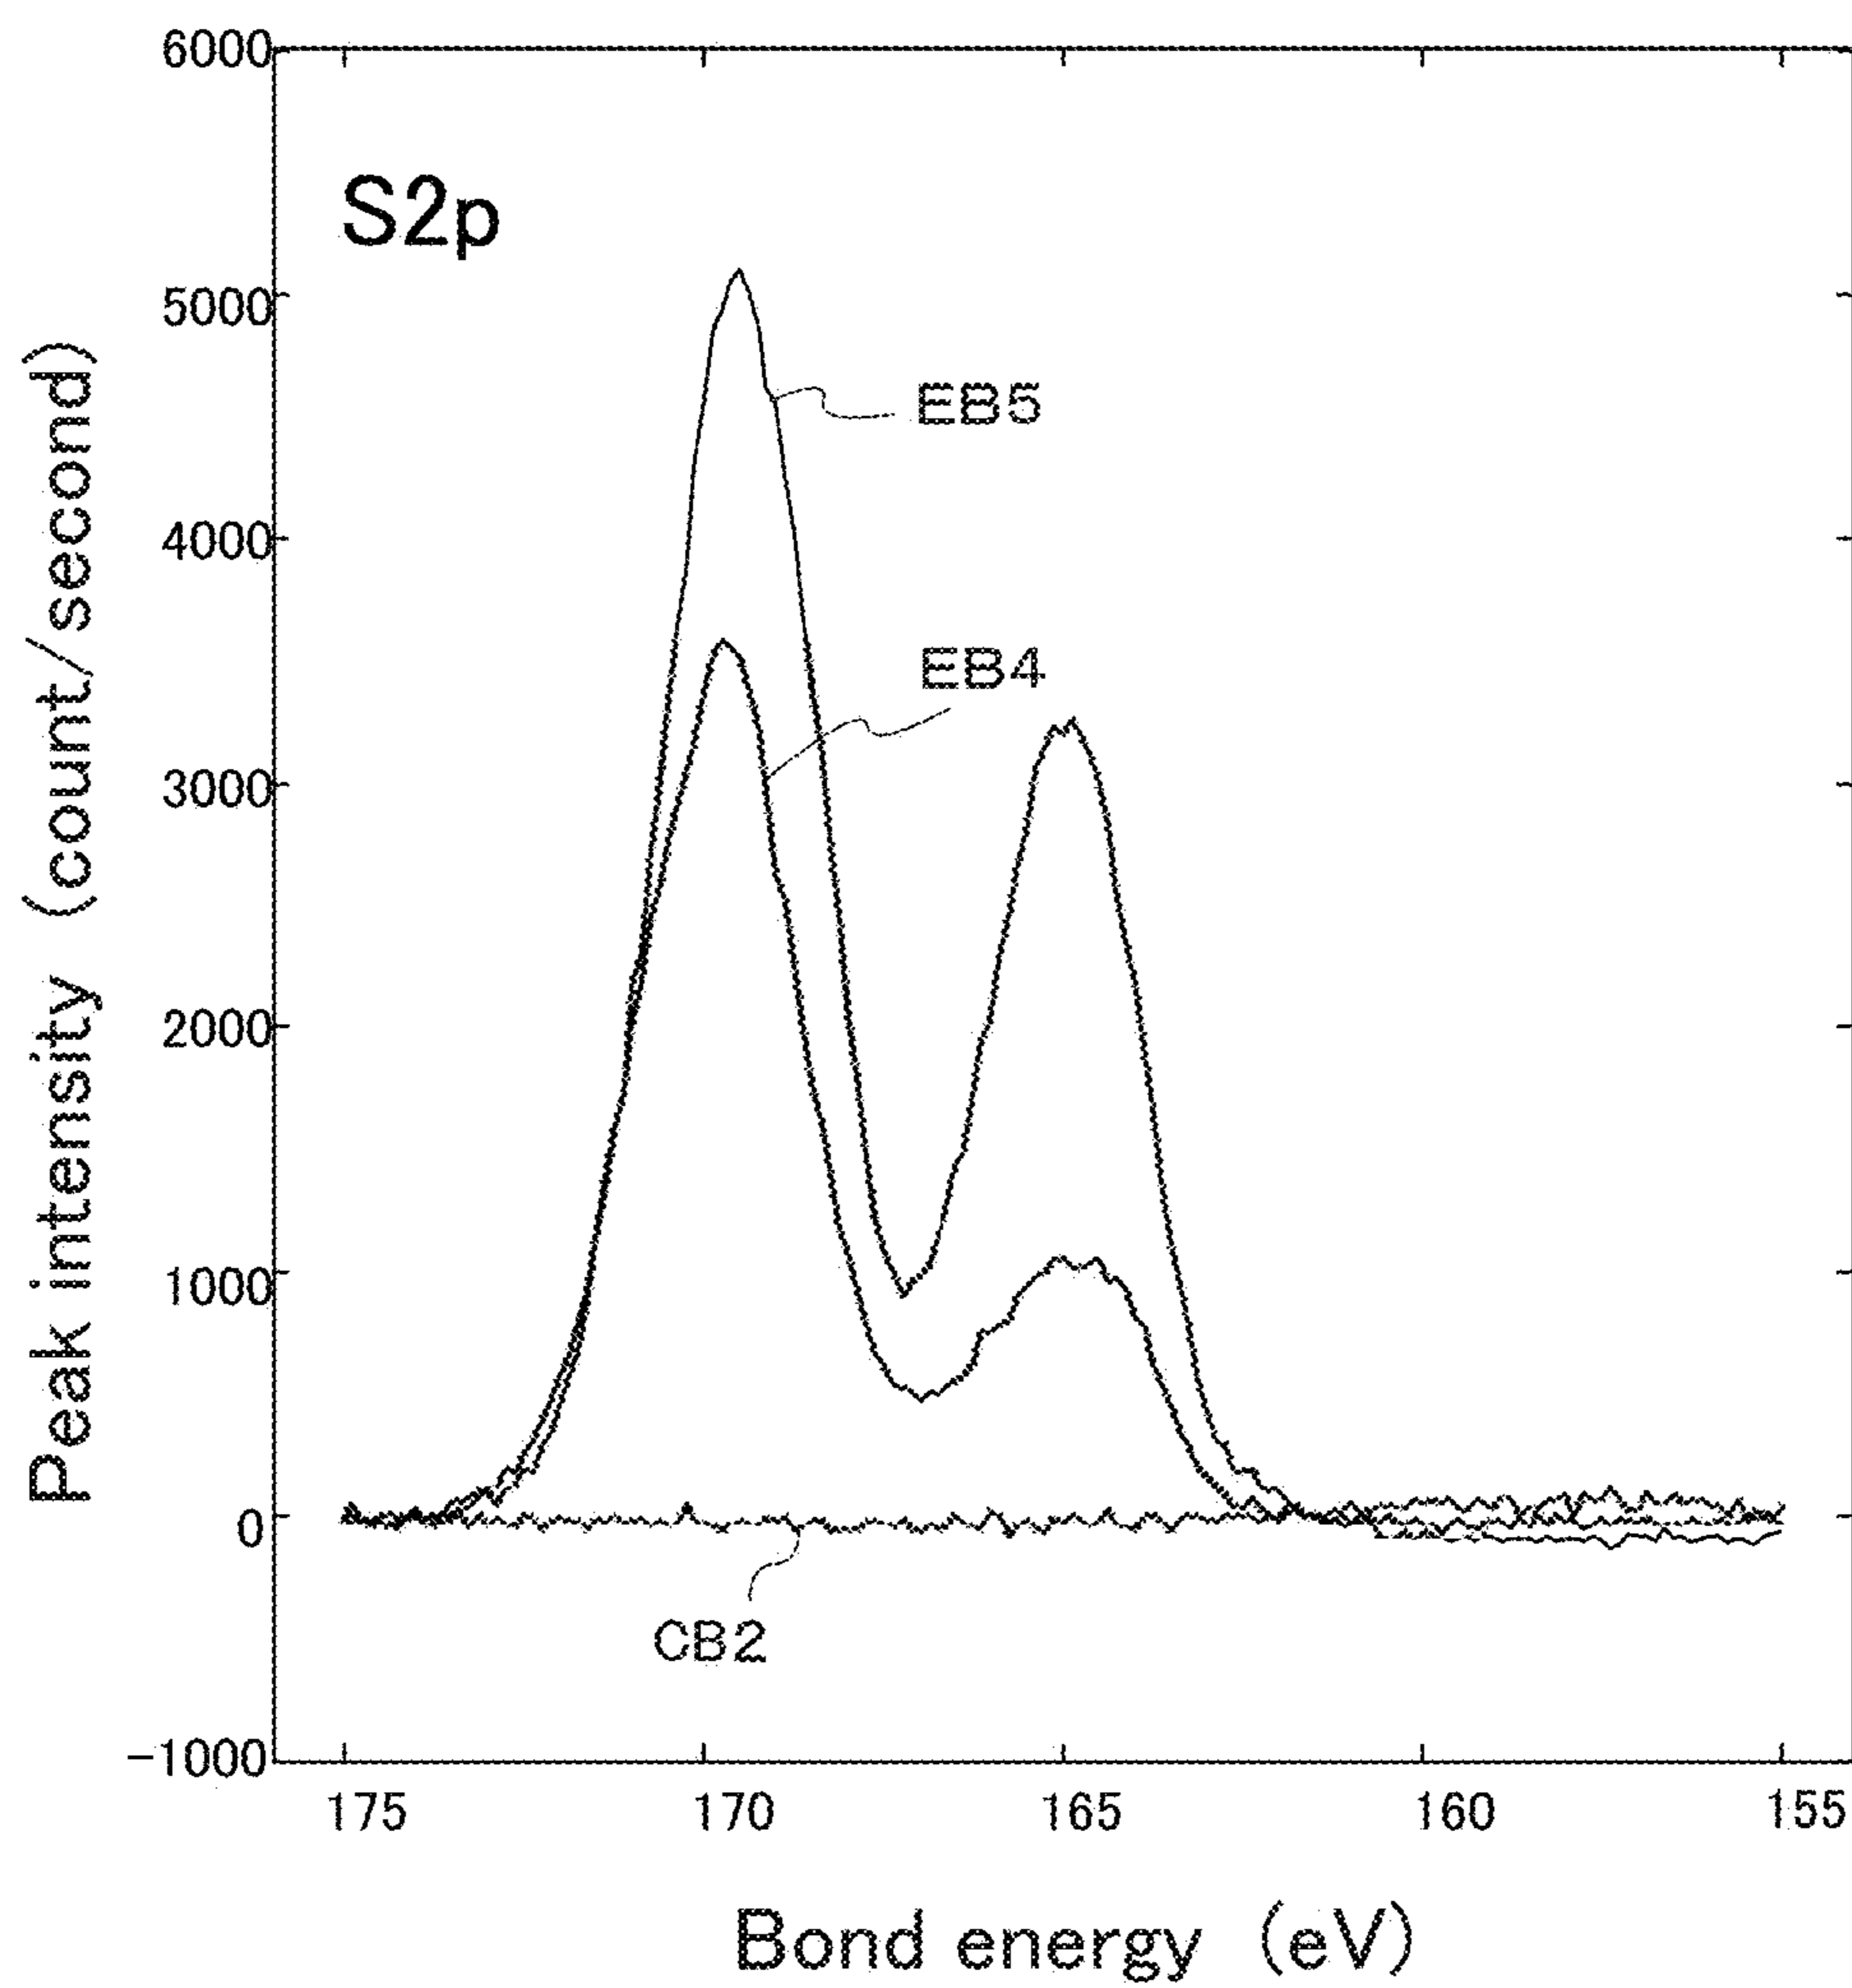 6000
S2p
5000
EB5
4000
EB4
3000
2000
1000
0
CB2
-1000
175 170 165 160 155
Bond energy (eV)
Peak intensity (count/second)